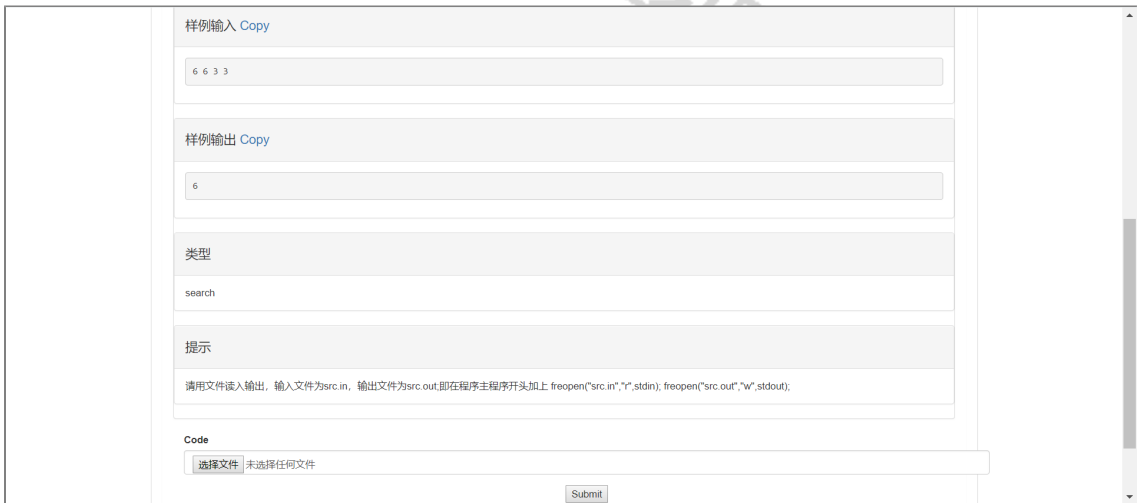 样例输入 Copy
6 6 3 3
样例输出 Copy
6
类型
search
提示
请用文件读入输出，输入文件为src.in，输出文件为src.out;即在程序主程序开头加上 freopen("src.in","r",stdin); freopen("src.out","w",stdout);
Code
选择文件 未选择任何文件
Submit